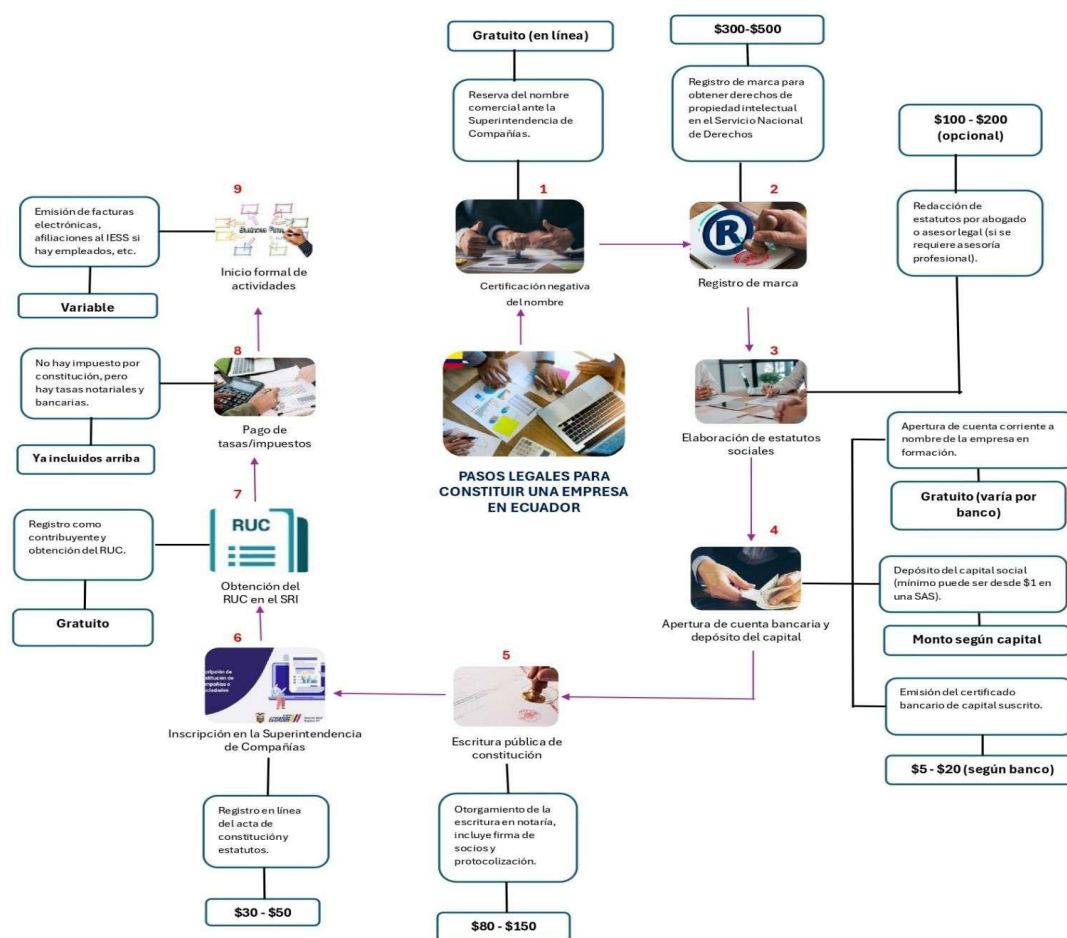 PASOS LEGALES PARA
CONSTITUIR UNA EMPRESA
EN ECUADOR
Gratuito (en línea)
Reserva del nombre
comercial ante la
Superintendencia de
Compañías.
1
Certificación negativa
del nombre
$300-$500
Registro de marca para
obtener derechos de
propiedad intelectual
en el Servicio Nacional
de Derechos
2
R
Registro de marca
$100 - $200
(opcional)
Redacción de
estatutos por abogado
o asesor legal (si se
requiere asesoría
profesional).
3
Elaboración de estatutos
sociales
4
Apertura de cuenta bancaria y
depósito del capital
Apertura de cuenta corriente a
nombre de la empresa en
formación.
Gratuito (varía por
banco)
Depósito del capital social
(mínimo puede ser desde $1 en
una SAS).
Monto según capital
Emisión del certificado
bancario de capital suscrito.
$5 - $20 (según banco)
5
Escritura pública de
constitución
Otorgamiento de la
escritura en notaría,
incluye firma de
socios y
protocolización.
$80 - $150
6
Inscripción en la Superintendencia
de Compañías
Registro en línea
del acta de
constitución y
estatutos.
$30 - $50
7
RUC
Obtención del
RUC en el SRI
Registro como
contribuyente y
obtención del RUC.
Gratuito
8
Pago de
tasas/impuestos
No hay impuesto por
constitución, pero
hay tasas notariales y
bancarias.
Ya incluidos arriba
9
Inicio formal de
actividades
Emisión de facturas
electrónicas,
afiliaciones al IESS si
hay empleados, etc.
Variable